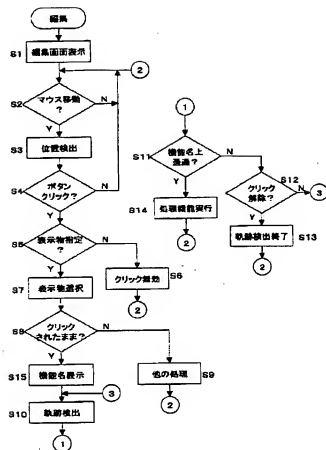 編集
S1
編集画面表示
2
S2
マウス移動
?
N
Y
S3
位置検出
S4
ボタン
クリック?
N
Y
S5
表示物指定
?
N
Y
S6
クリック無効
2
S7
表示物選択
S8
クリック
されたまま?
N
Y
S9
他の処理
2
S15
機能名表示
3
S10
軌跡検出
1
1
S11
機能名上
通過?
N
Y
S14
処理機能実行
2
S12
クリック
解除?
N
3
Y
S13
軌跡検出終了
2